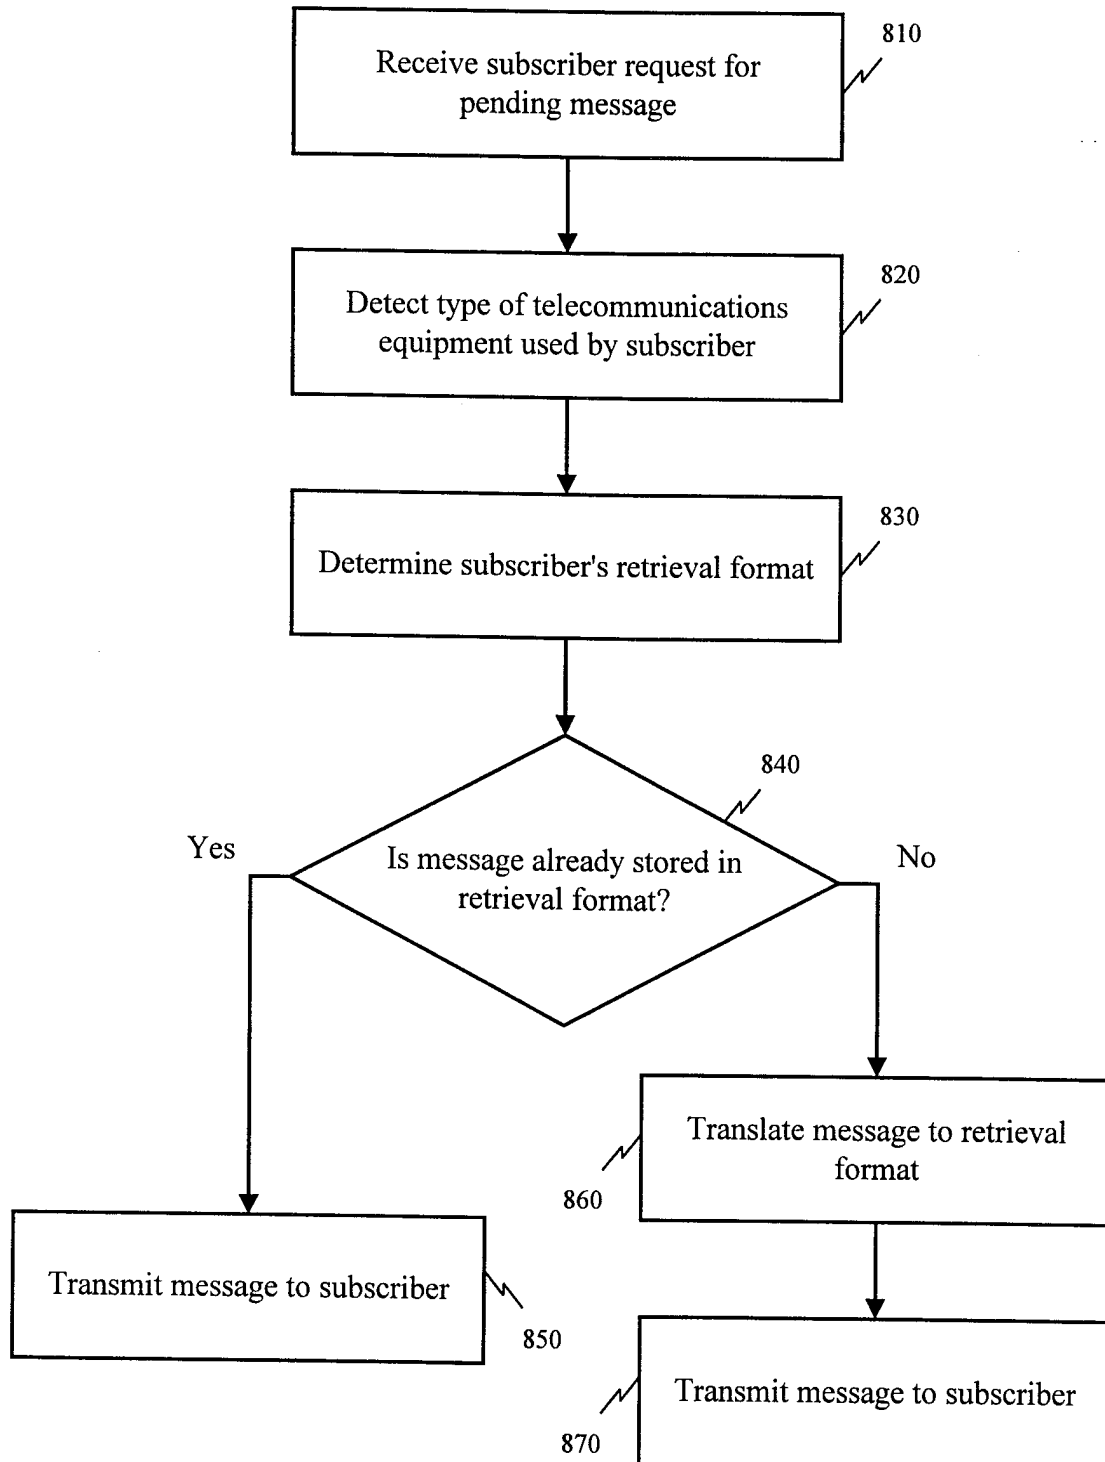 810
Receive subscriber request for
pending message
820
Detect type of telecommunications
equipment used by subscriber
830
Determine subscriber's retrieval format
840
Yes
Is message already stored in
retrieval format?
No
Translate message to retrieval
format
860
Transmit message to subscriber
850
Transmit message to subscriber
870